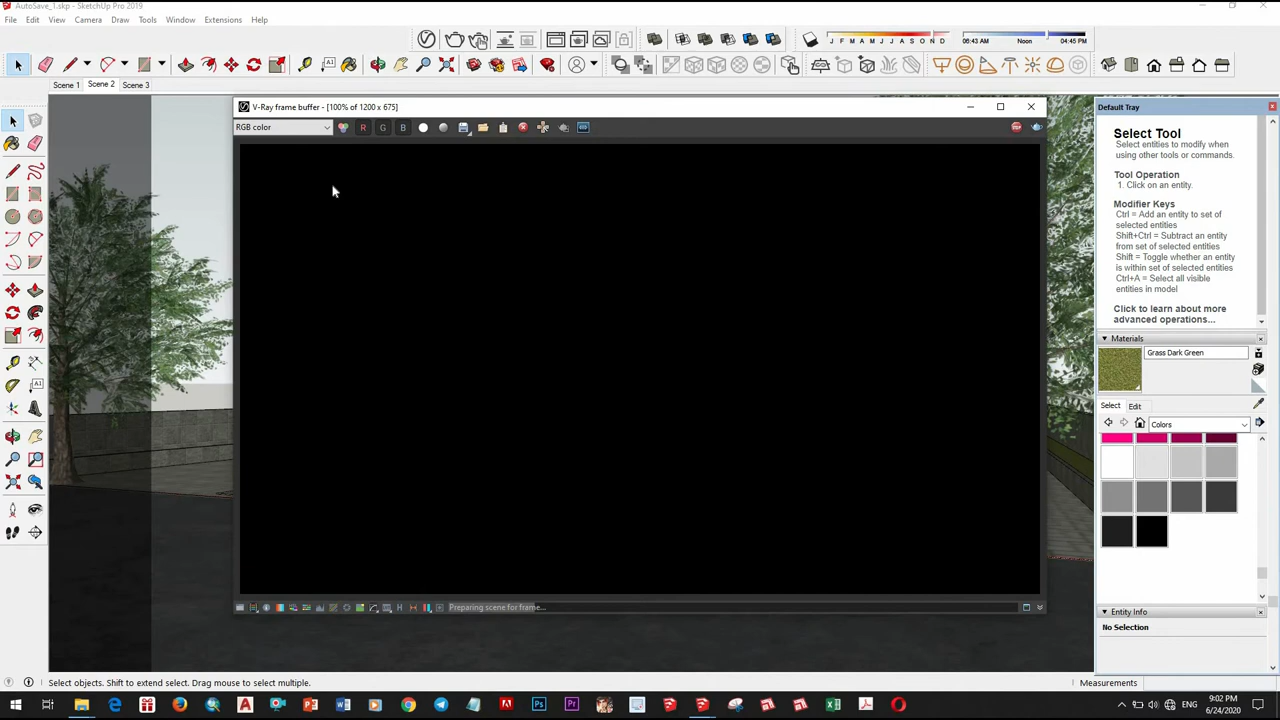 AutoSave_1.skp - SketchUp Pro 2019
File Edit View Camera Draw Tools Window Extensions Help
J F M A M J J A S O N D
06:43 AM Noon 04:45 PM
Scene 1 Scene 2 Scene 3
V-Ray frame buffer - [100% of 1200 x 675]
RGB color
R G B
Preparing scene for frame...
Default Tray
Select Tool
Select entities to modify when
using other tools or commands.
Tool Operation
1. Click on an entity.
Modifier Keys
Ctrl = Add an entity to set of
selected entities
Shift+Ctrl = Subtract an entity
from set of selected entities
Shift = Toggle whether an entity
is within set of selected entities
Ctrl+A = Select all visible
entities in model
Click to learn about more
advanced operations...
Materials
Grass Dark Green
Select Edit
Colors
Entity Info
No Selection
Select objects. Shift to extend select. Drag mouse to select multiple.
Measurements
ENG
9:02 PM
6/24/2020